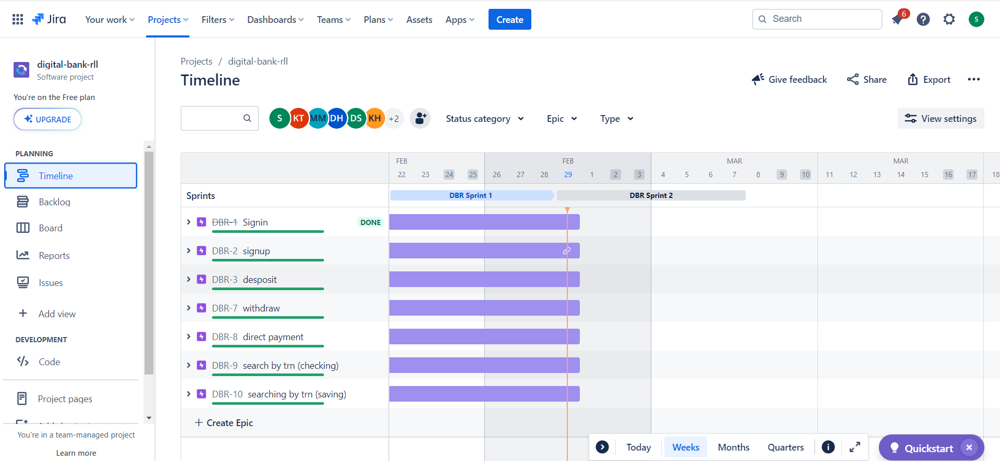 Jira Your work Projects Filters Dashboards Teams Plans Assets Apps Create Search 6 ? S
digital-bank-rll
Software project
You're on the Free plan
UPGRADE
PLANNING
Timeline
Backlog
Board
Reports
Issues
+ Add view
DEVELOPMENT
Code
Project pages
You're in a team-managed project
Learn more
Projects / digital-bank-rll
Timeline
Give feedback Share Export
S KT MM DH DS KH +2 Status category Epic Type View settings
FEB FEB MAR MAR
22 23 24 25 26 27 28 29 1 2 3 4 5 6 7 8 9 10 11 12 13 14 15 16 17 18
Sprints DBR Sprint 1 DBR Sprint 2
DBR-1 Signin DONE
DBR-2 signup
DBR-3 desposit
DBR-7 withdraw
DBR-8 direct payment
DBR-9 search by trn (checking)
DBR-10 searching by trn (saving)
+ Create Epic
Today Weeks Months Quarters i
Quickstart